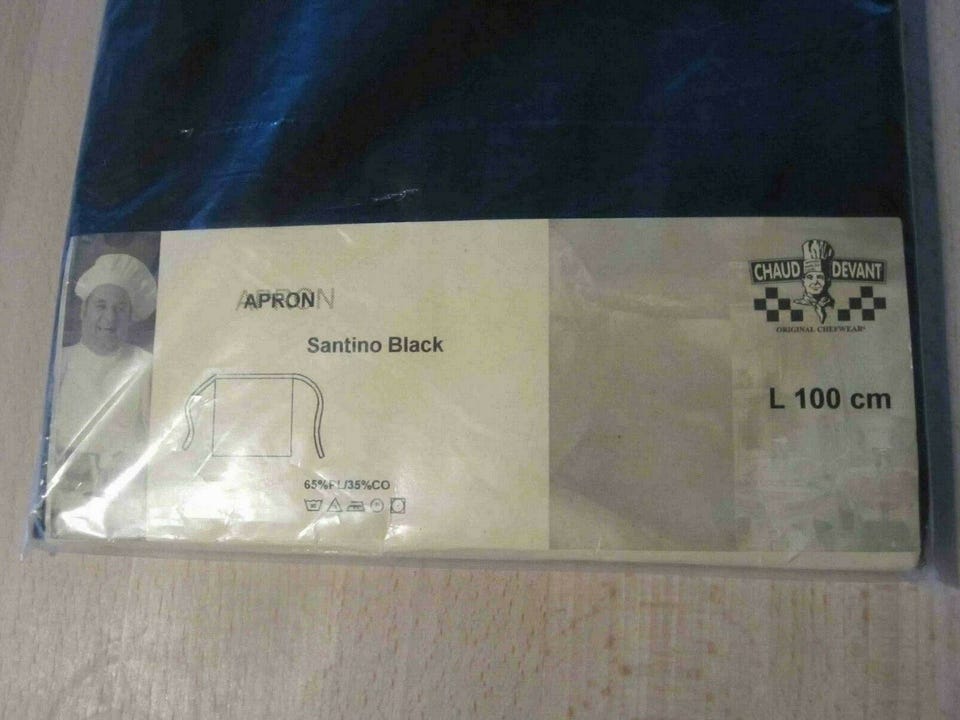 APRON
Santino Black
65%PL/35%CO
CHAUD DEVANT
ORIGINAL CHEFWEAR®
L 100 cm